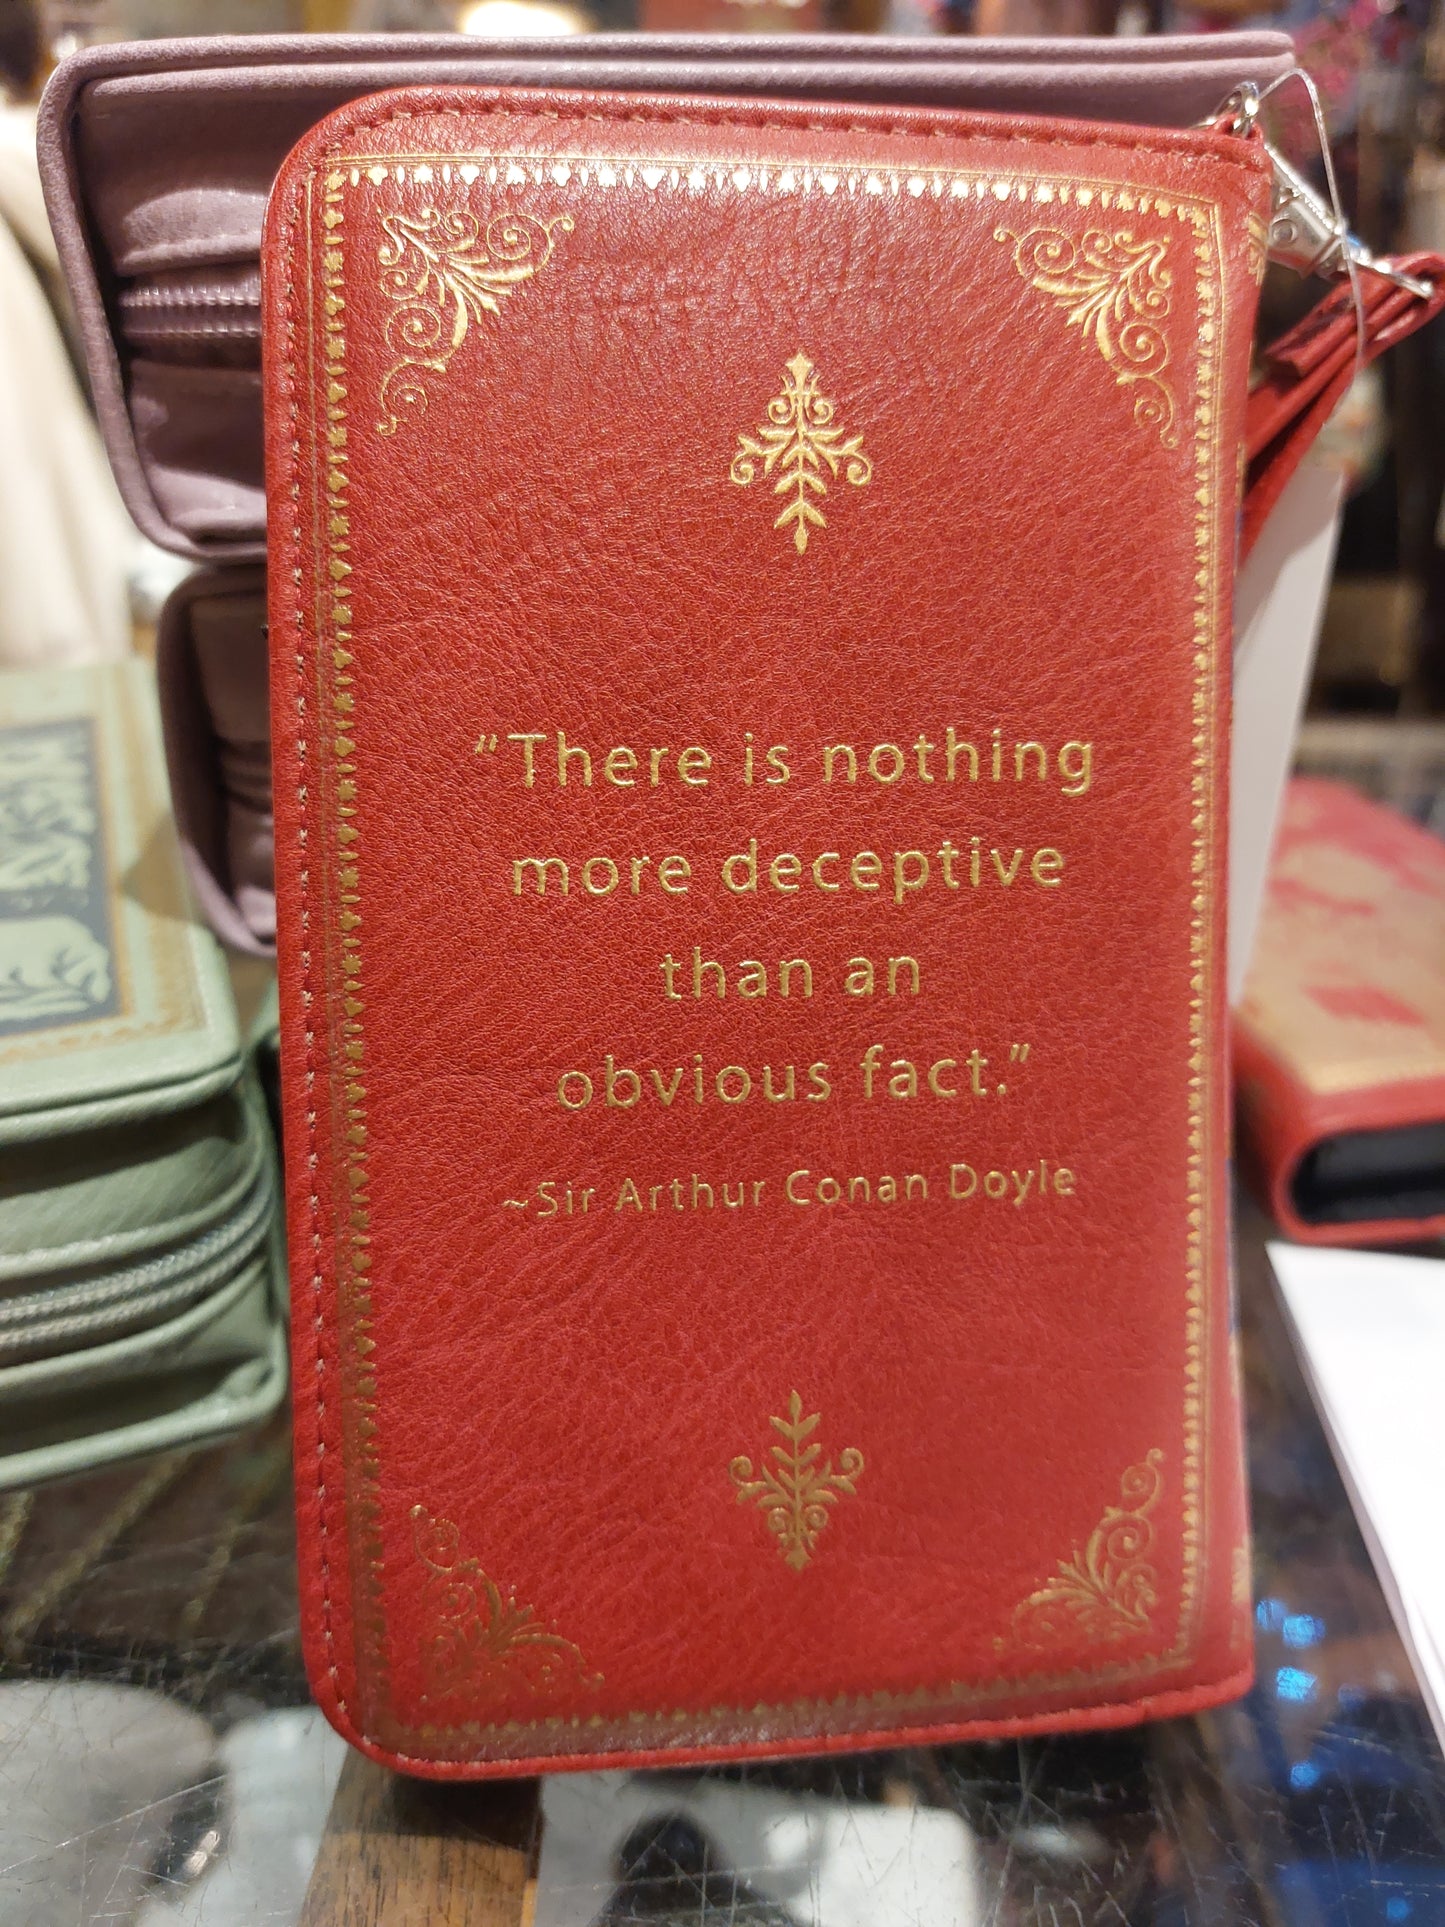 "There is nothing
more deceptive
than an
obvious fact."
~Sir Arthur Conan Doyle